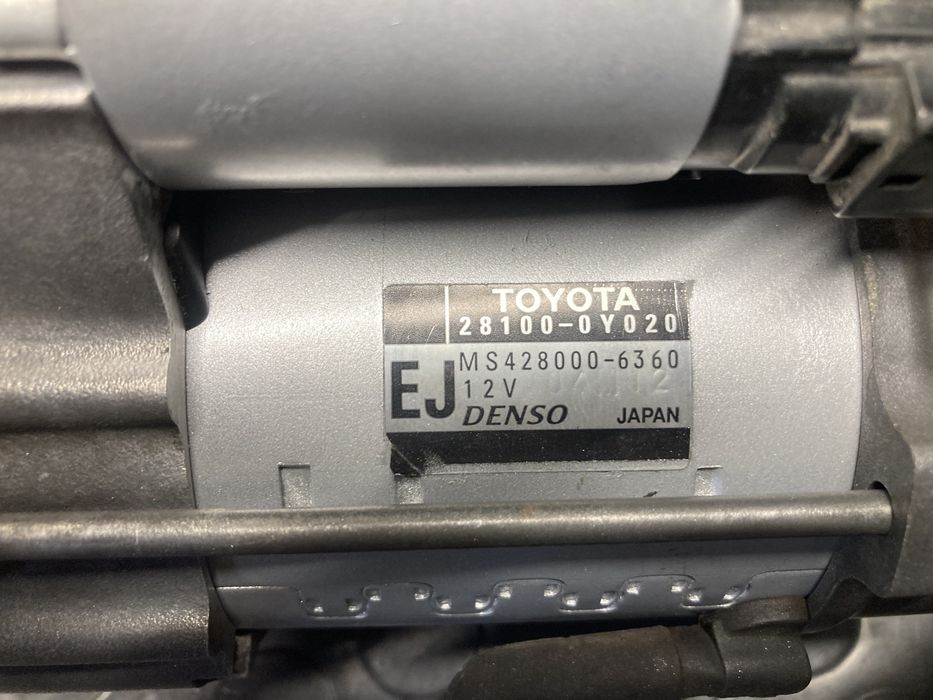 TOYOTA
28100-0Y020
EJ
MS428000-6360
12V
DENSO JAPAN